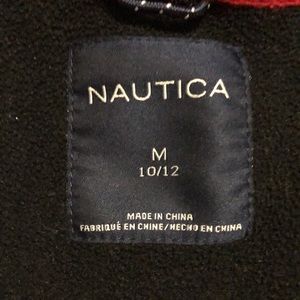 NAUTICA
M
10/12
MADE IN CHINA
FABRIQUÉ EN CHINE/HECHO EN CHINA